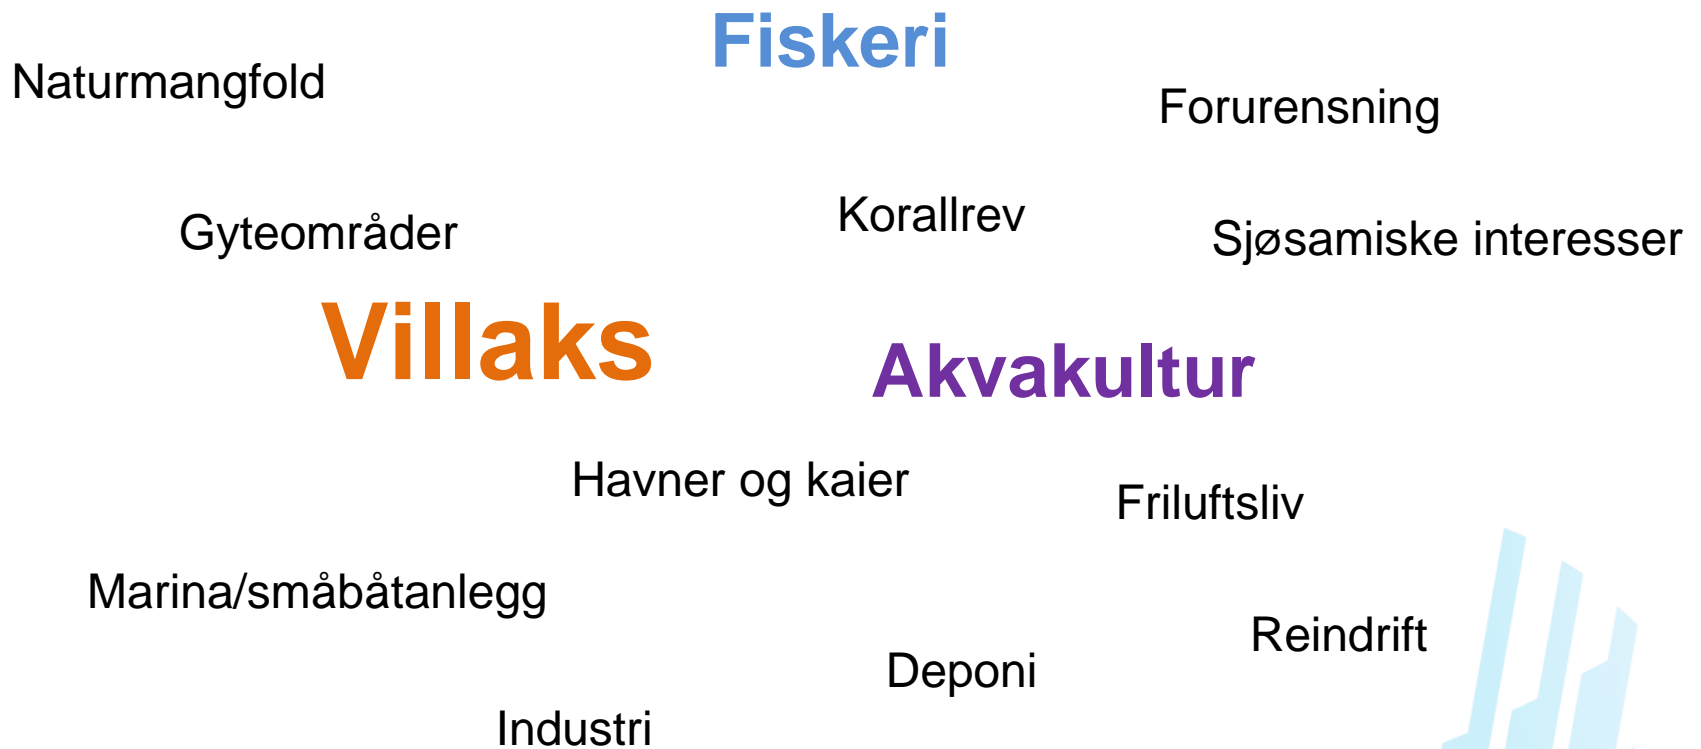 Fiskeri
Naturmangfold
Forurensning
Korallrev
Gyteområder
Sjøsamiske interesser
Villaks
Akvakultur
Havner og kaier
Friluftsliv
Marina/småbåtanlegg
Reindrift
Deponi
Industri